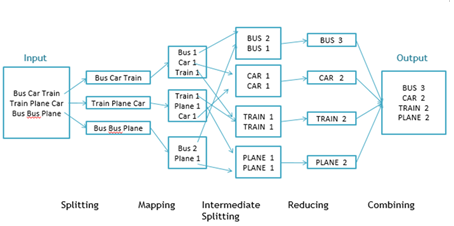 Input
Bus Car Train
Train Plane Car
Bus Bus Plane
Bus Car Train
Train Plane Car
Bus Bus Plane
Bus 1
Car 1
Train 1
Train 1
Plane 1
Car 1
Bus 2
Plane 1
BUS 2
BUS 1
CAR 1
CAR 1
TRAIN 1
TRAIN 1
PLANE 1
PLANE 1
BUS 3
CAR 2
TRAIN 2
PLANE 2
Output
BUS 3
CAR 2
TRAIN 2
PLANE 2
Splitting
Mapping
Intermediate
Splitting
Reducing
Combining